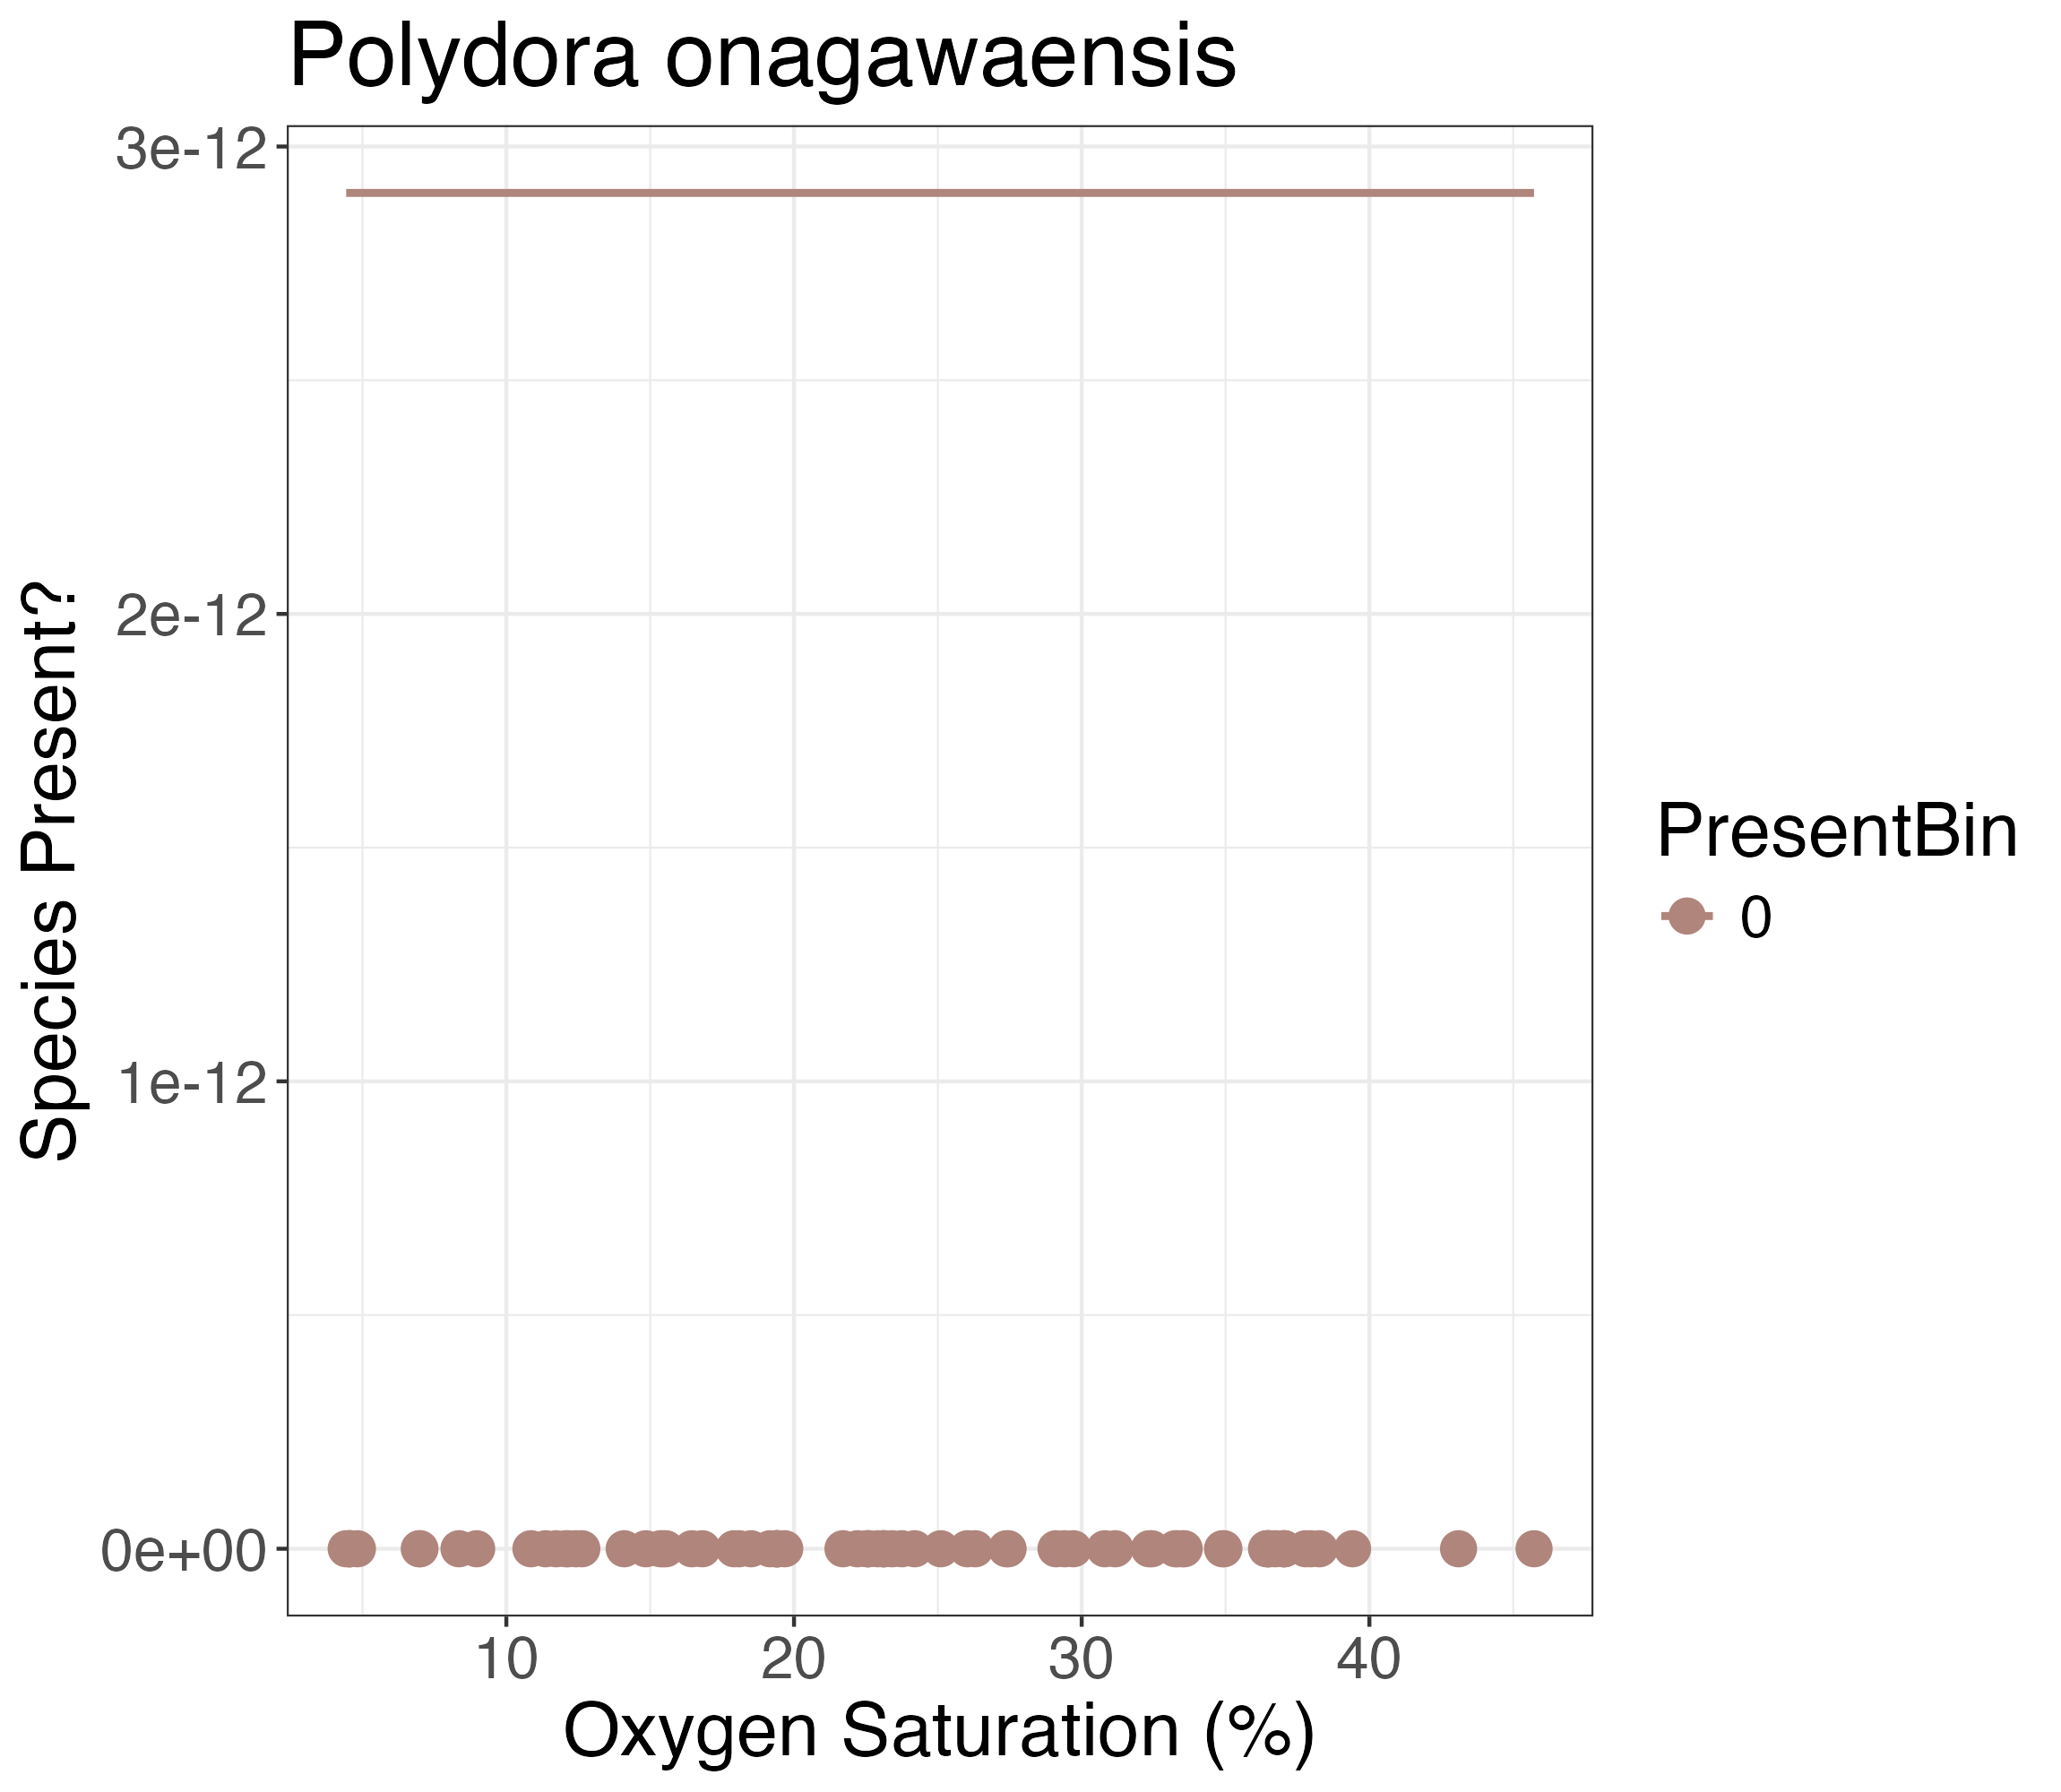 Polydora onagawaensis
3e-12
2e-12
1e-12
0e+00
Species Present?
10 20 30 40
Oxygen Saturation (%)
PresentBin
0